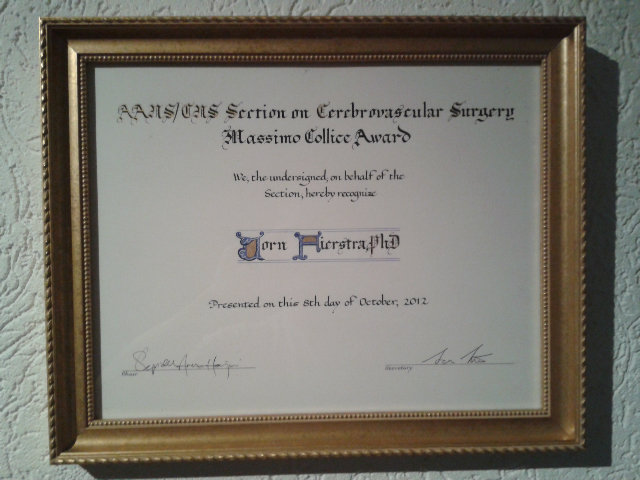 AANS/CNS Section on Cerebrovascular Surgery
Massimo Collice Award
We, the undersigned, on behalf of the
Section, hereby recognize
Jorn Fierstra, PhD
Presented on this 8th day of October, 2012
Chair
Secretary